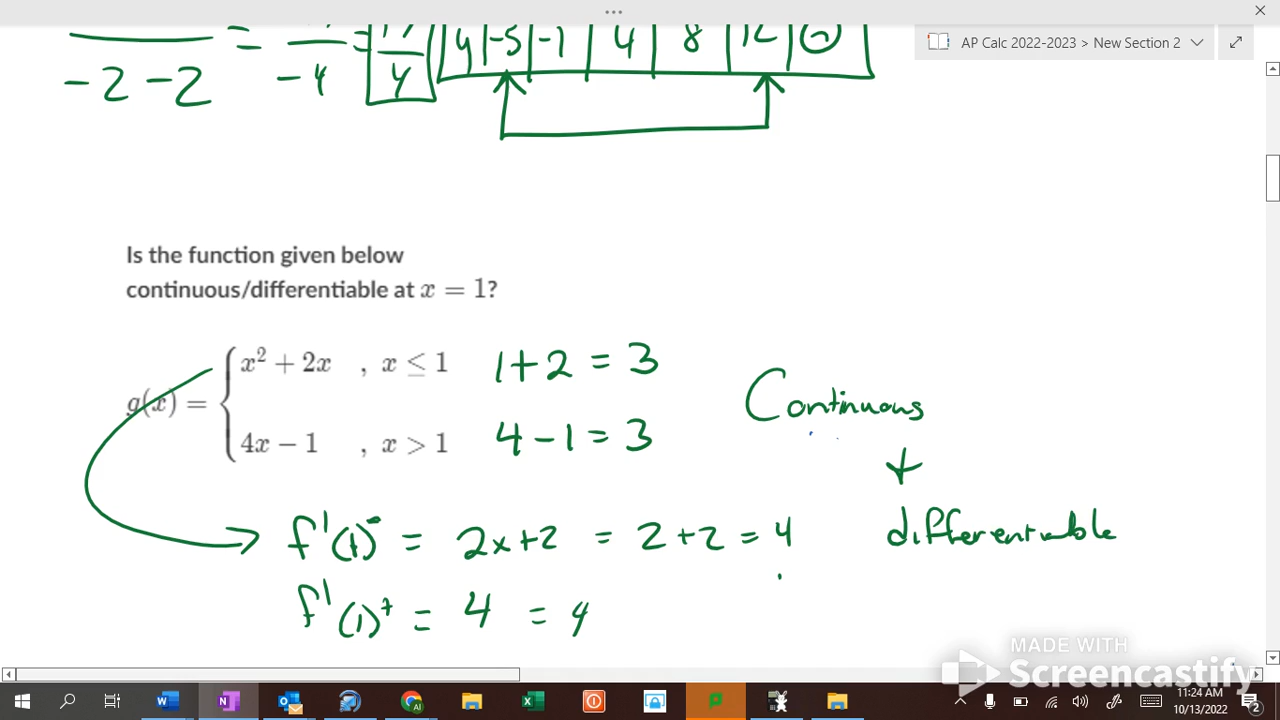 AP Calc 2022-2023 > New Section 2
-2 -2 = -4 = 4 | 4 | -5 | -1 | 4 | 8 | 12
Is the function given below
continuous/differentiable at x = 1?
x² + 2x , x ≤ 1 1+2 = 3
g(x) =
4x − 1 , x > 1 4-1 = 3
Continuous
+
differentiable
f'(1)⁻ = 2x+2 = 2+2 = 4
f'(1)⁺ = 4 = 4
MADE WITH
Screencastify
11:24 AM
10/13/2022
2